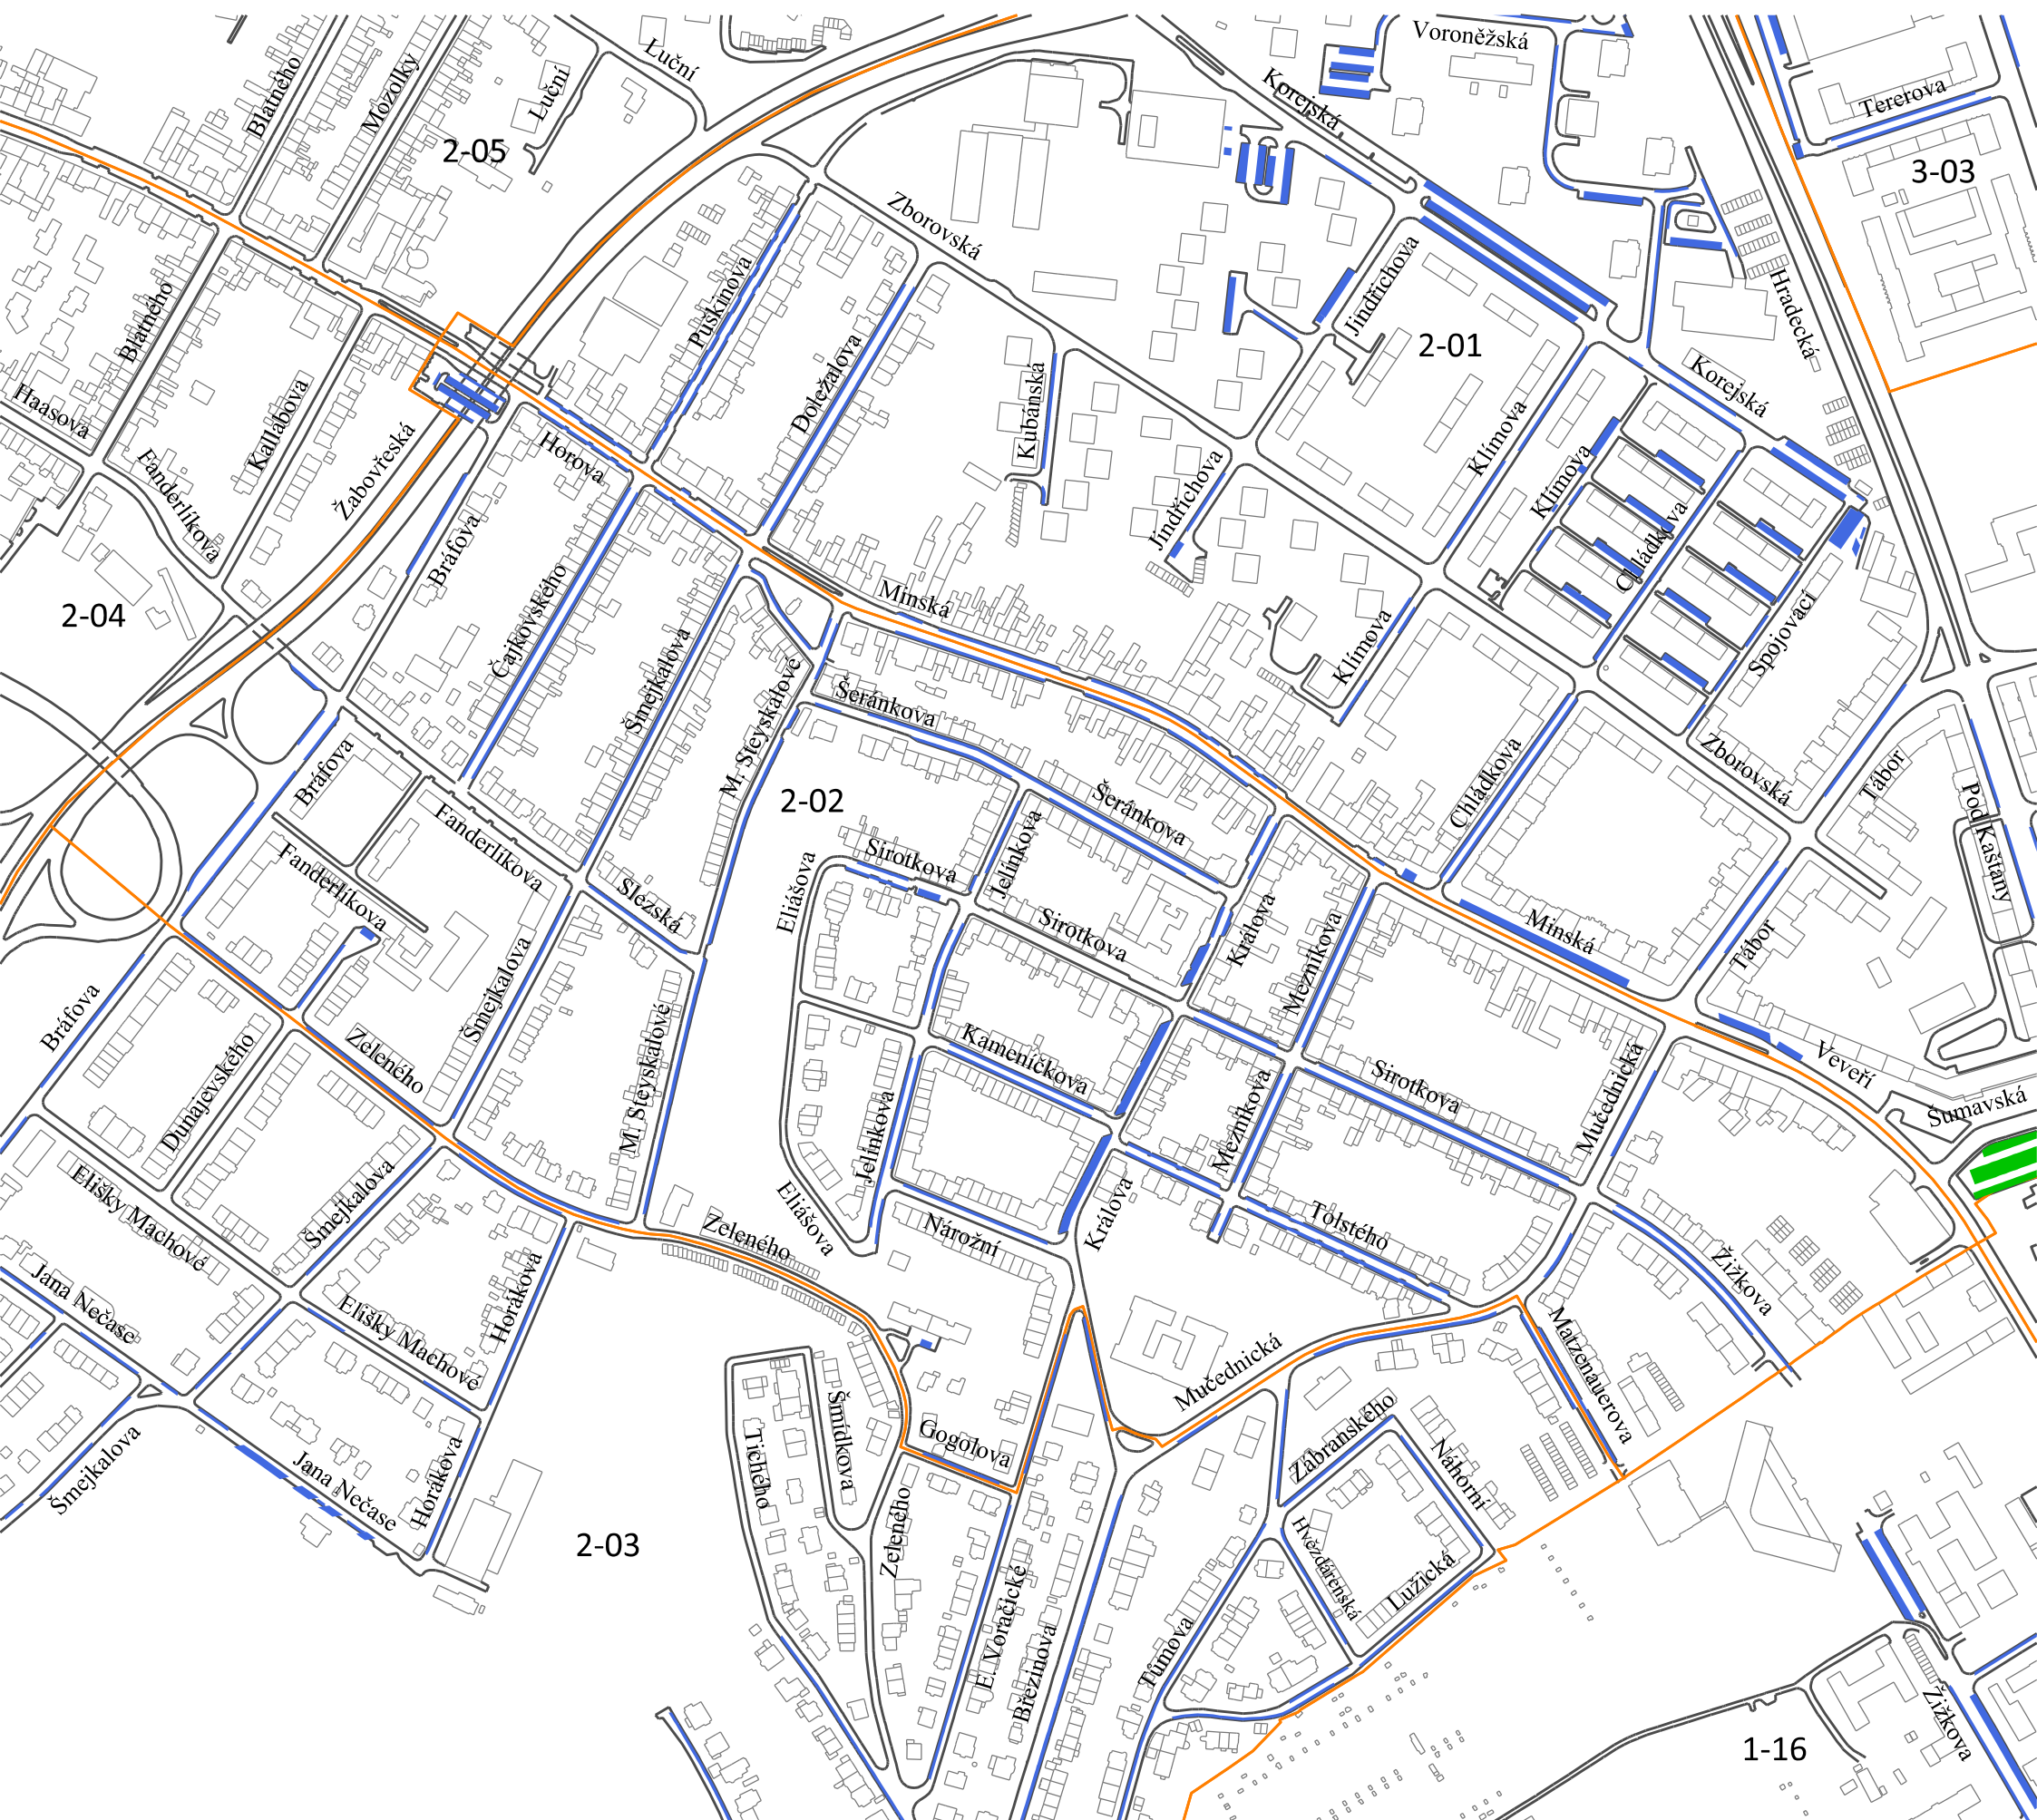 Voroněžská
Luční
Blatného
Mozolky
Luční
Korejská
Tererova
2-05
3-03
Zborovská
Puškinova
Jindřichova
Hradecká
Blatného
2-01
Doležalova
Korejská
Haasova
Kallabova
Kubánská
Žabovřeská
Horova
Klímova
Fanderlíkova
Jindřichova
Klímova
Bráfova
Chládkova
Čajkovského
Minská
2-04
Spojovací
Šmejkalova
Klímova
M. Steyskalové
Šeránkova
Bráfova
Zborovská
Tábor
Chládkova
2-02
Šeránkova
Pod Kaštany
Fanderlíkova
Jelínkova
Sirotkova
Fanderlíkova
Eliášova
Slezská
Sirotkova
Králova
Minská
Mezníkova
Tábor
Bráfova
Šmejkalova
Zeleného
Kameníčkova
Veveří
Dunajevského
M. Steyskalové
Sirotkova
Mučednická
Šumavská
Jelínkova
Mezníkova
Elišky Machové
Šmejkalova
Eliášova
Zeleného
Nárožní
Králova
Tolstého
Žižkova
Jana Nečase
Horákova
Elišky Machové
Mučednická
Matzenauerova
Šmídkova
Tichého
Gogolova
Zábranského
Náhorní
Šmejkalova
Jana Nečase
Horákova
Zeleného
Hvězdárenská
2-03
Lužická
E. Voračické
Březinova
Tůmova
Žižkova
1-16